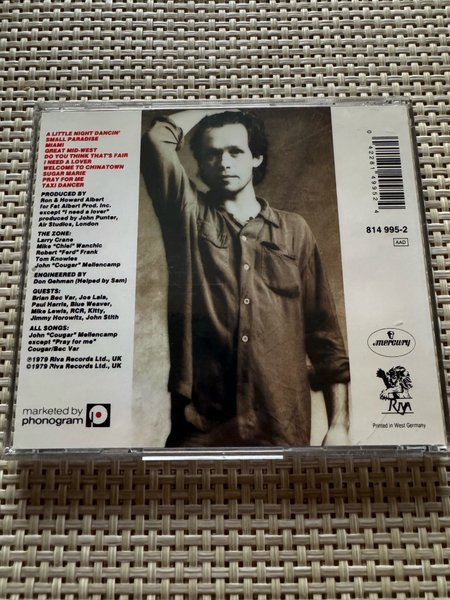 A LITTLE NIGHT DANCIN'
SMALL PARADISE
MIAMI
GREAT MID-WEST
DO YOU THINK THAT'S FAIR
I NEED A LOVER
WELCOME TO CHINATOWN
SUGAR MARIE
PRAY FOR ME
TAXI DANCER
PRODUCED BY
Ron & Howard Albert
for Fat Albert Prod. Inc.
except "I need a lover"
produced by John Punter,
Air Studios, London
THE ZONE:
Larry Crane
Mike "Chief" Wanchic
Robert "Ferd" Frank
Tom Knowles
John "Cougar" Mellencamp
ENGINEERED BY
Don Gehman (Helped by Sam)
GUESTS:
Brian Bec Var, Joe Lala,
Paul Harris, Blue Weaver,
Mike Lewis, RCR, Kitty,
Jimmy Horowitz, John Stith
ALL SONGS:
John "Cougar" Mellencamp
except "Pray for me"
Cougar/Bec Var
℗1979 Riva Records Ltd., UK
©1979 Riva Records Ltd., UK
marketed by
phonogram
0 42281 49952 4
814 995-2
AAD
mercury
RIVA
Printed in West Germany